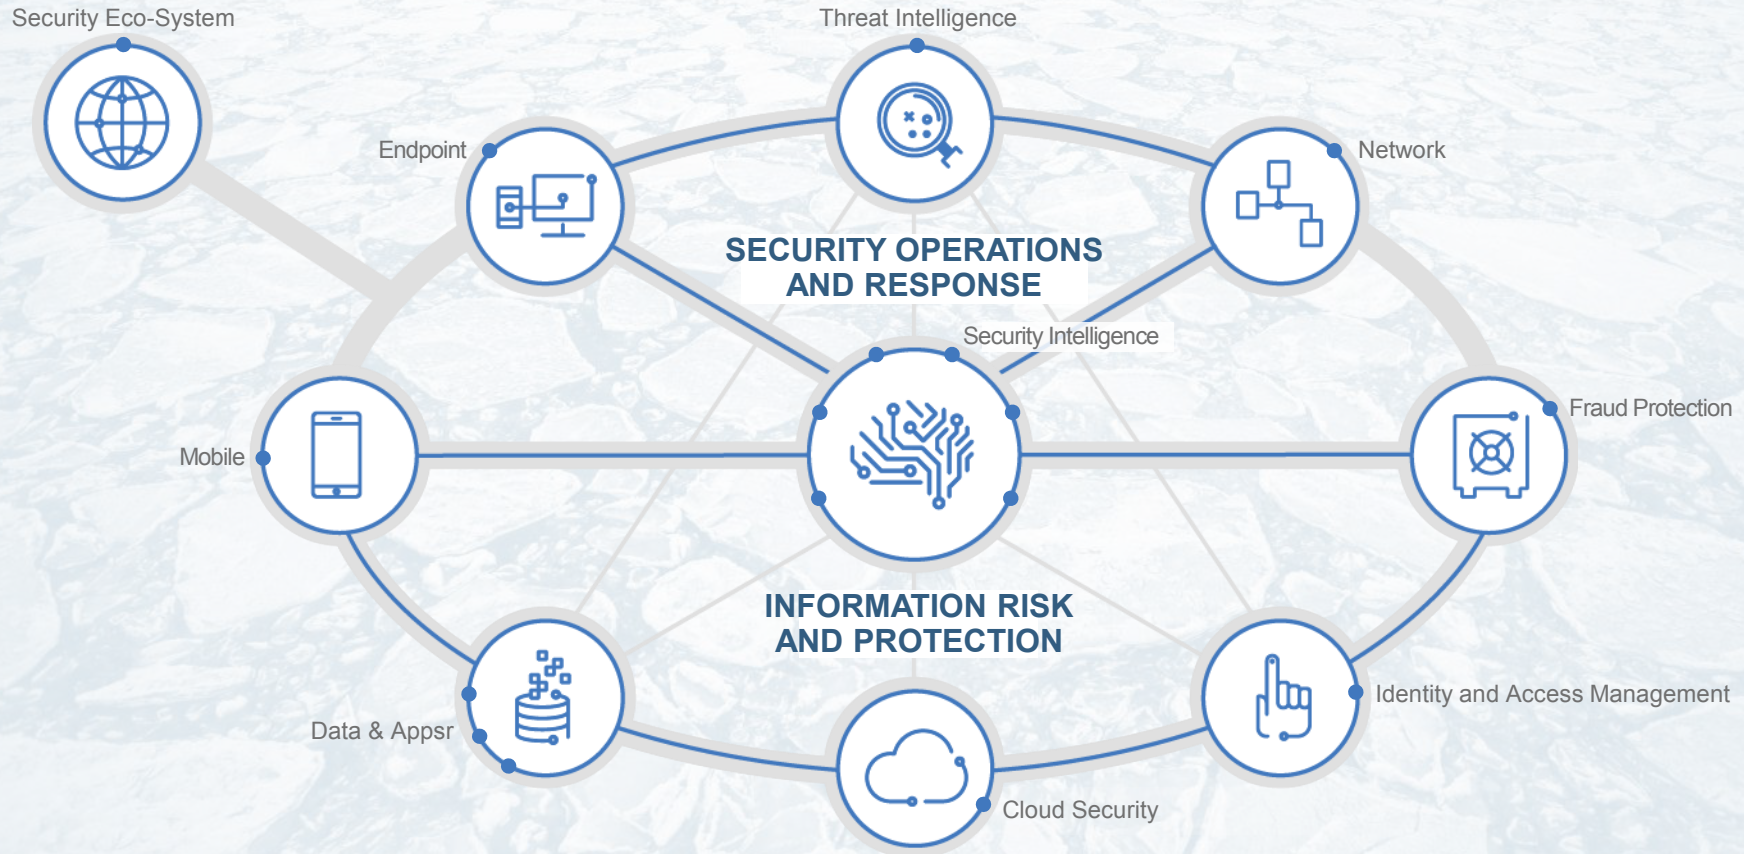 Security Eco-System
Threat Intelligence
Endpoint
Network
SECURITY OPERATIONS
AND RESPONSE
Security Intelligence
Fraud Protection
Mobile
INFORMATION RISK
AND PROTECTION
Identity and Access Management
Data & Appsr
Cloud Security